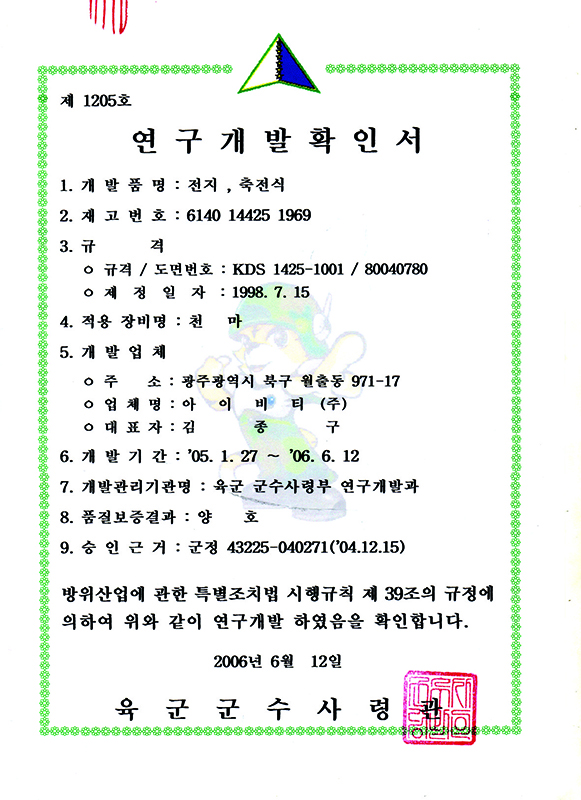 제 1205호
연 구 개 발 확 인 서
1. 개 발 품 명 : 전지 , 축전식
2. 재 고 번 호 : 6140 14425 1969
3. 규 격
ㅇ 규격 / 도면번호 : KDS 1425-1001 / 80040780
ㅇ 제 정 일 자 : 1998. 7. 15
4. 적용 장비명 : 천 마
5. 개 발 업 체
ㅇ 주 소 : 광주광역시 북구 월출동 971-17
ㅇ 업 체 명 : 아 이 비 티 (주)
ㅇ 대 표 자 : 김 종 구
6. 개 발 기 간 : '05. 1. 27 ~ '06. 6. 12
7. 개발관리기관명 : 육군 군수사령부 연구개발과
8. 품질보증결과 : 양 호
9. 승 인 근 거 : 군정 43225-040271('04.12.15)
방위산업에 관한 특별조치법 시행규칙 제 39조의 규정에
의하여 위와 같이 연구개발 하였음을 확인합니다.
2006년 6월 12일
육 군 군 수 사 령 관